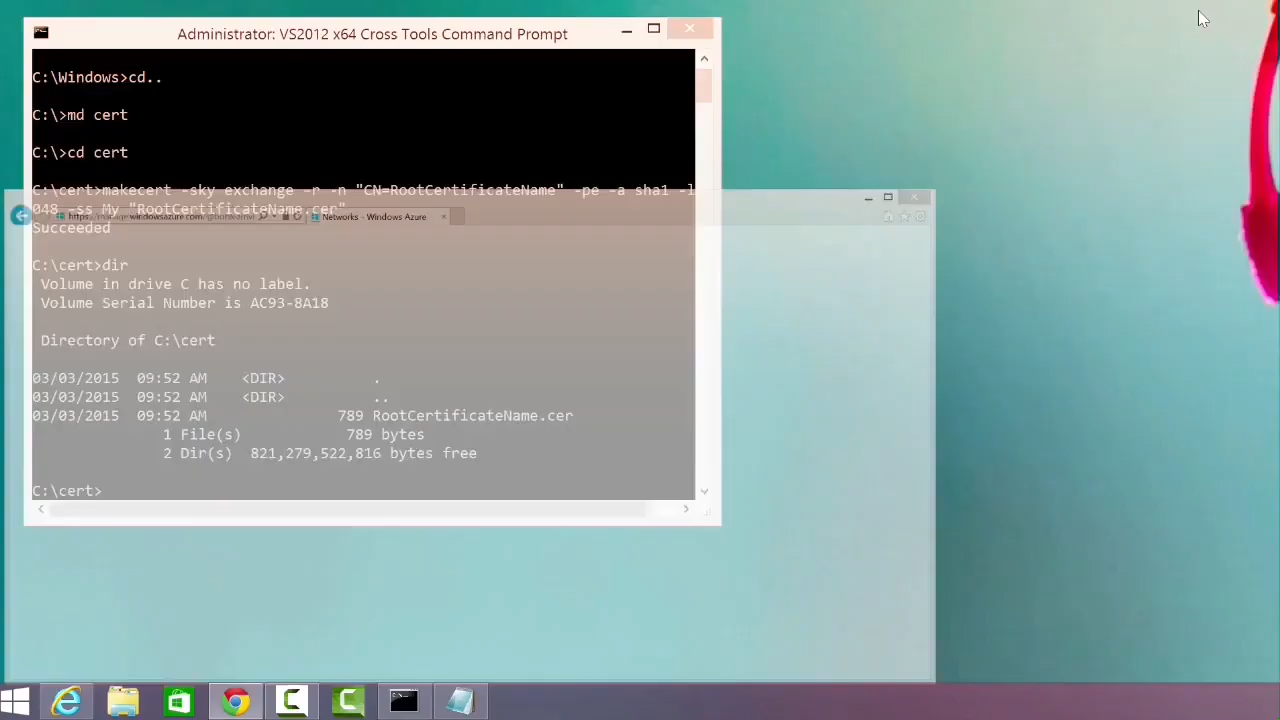 Administrator: VS2012 x64 Cross Tools Command Prompt
C:\Windows>cd..
C:\>md cert
C:\>cd cert
C:\cert>makecert -sky exchange -r -n "CN=RootCertificateName" -pe -a sha1 -l
048 -ss My "RootCertificateName.cer"
Networks - Windows Azure
Succeeded
C:\cert>dir
Volume in drive C has no label.
Volume Serial Number is AC93-8A18
Directory of C:\cert
03/03/2015 09:52 AM <DIR> .
03/03/2015 09:52 AM <DIR> ..
03/03/2015 09:52 AM 789 RootCertificateName.cer
1 File(s) 789 bytes
2 Dir(s) 821,279,522,816 bytes free
C:\cert>